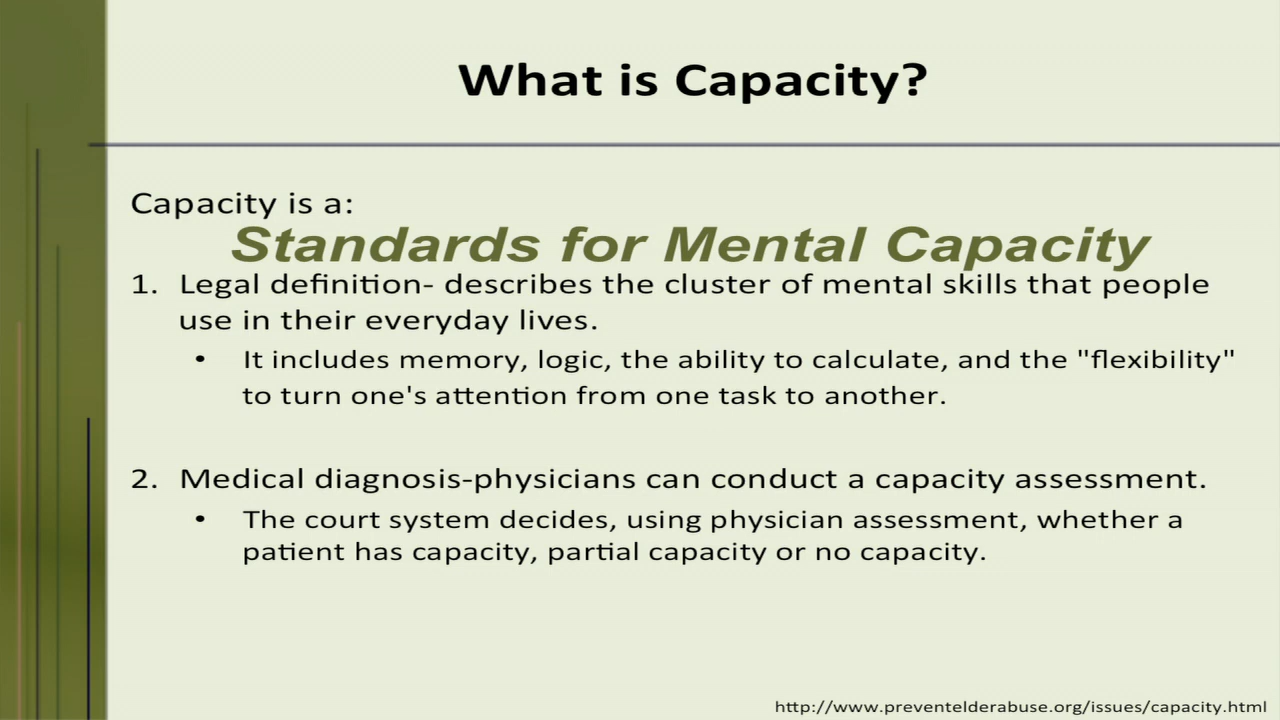 What is Capacity?
Capacity is a:
Standards for Mental Capacity
1. Legal definition- describes the cluster of mental skills that people
use in their everyday lives.
• It includes memory, logic, the ability to calculate, and the "flexibility"
to turn one's attention from one task to another.
2. Medical diagnosis-physicians can conduct a capacity assessment.
• The court system decides, using physician assessment, whether a
patient has capacity, partial capacity or no capacity.
http://www.preventelderabuse.org/issues/capacity.html